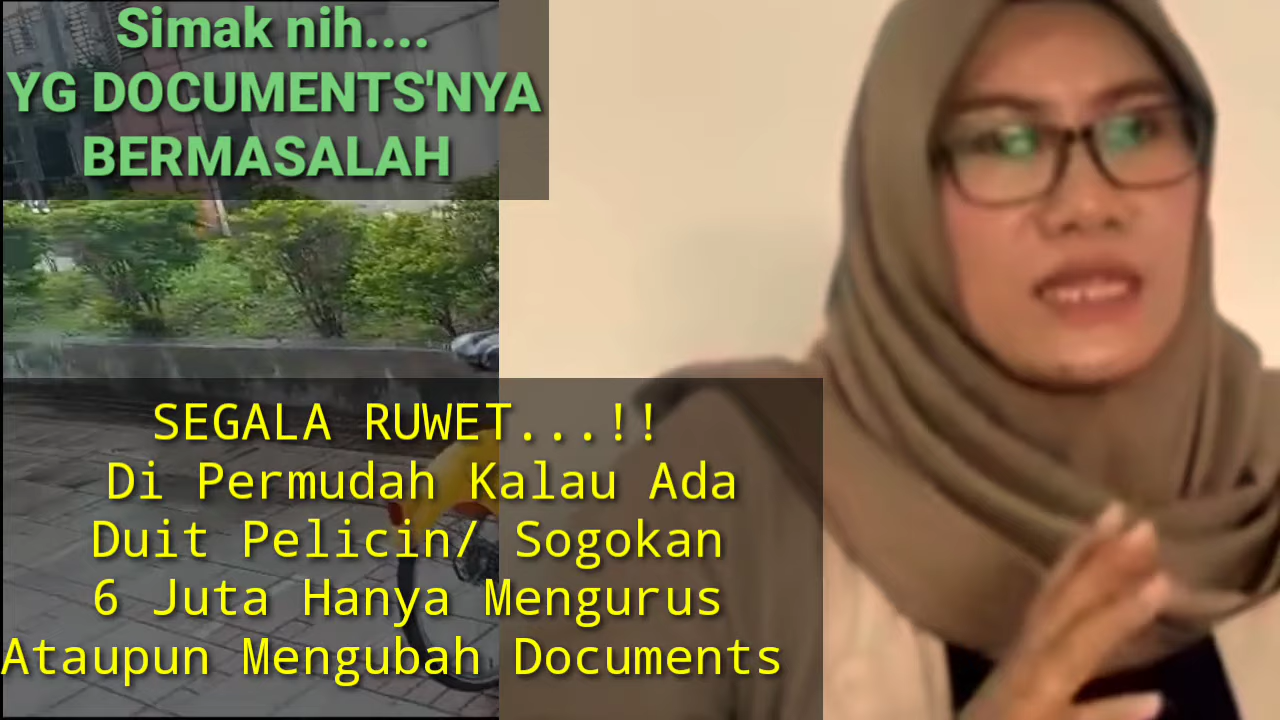 Simak nih....
YG DOCUMENTS'NYA
BERMASALAH
SEGALA RUWET...!!
Di Permudah Kalau Ada
Duit Pelicin/ Sogokan
6 Juta Hanya Mengurus
Ataupun Mengubah Documents